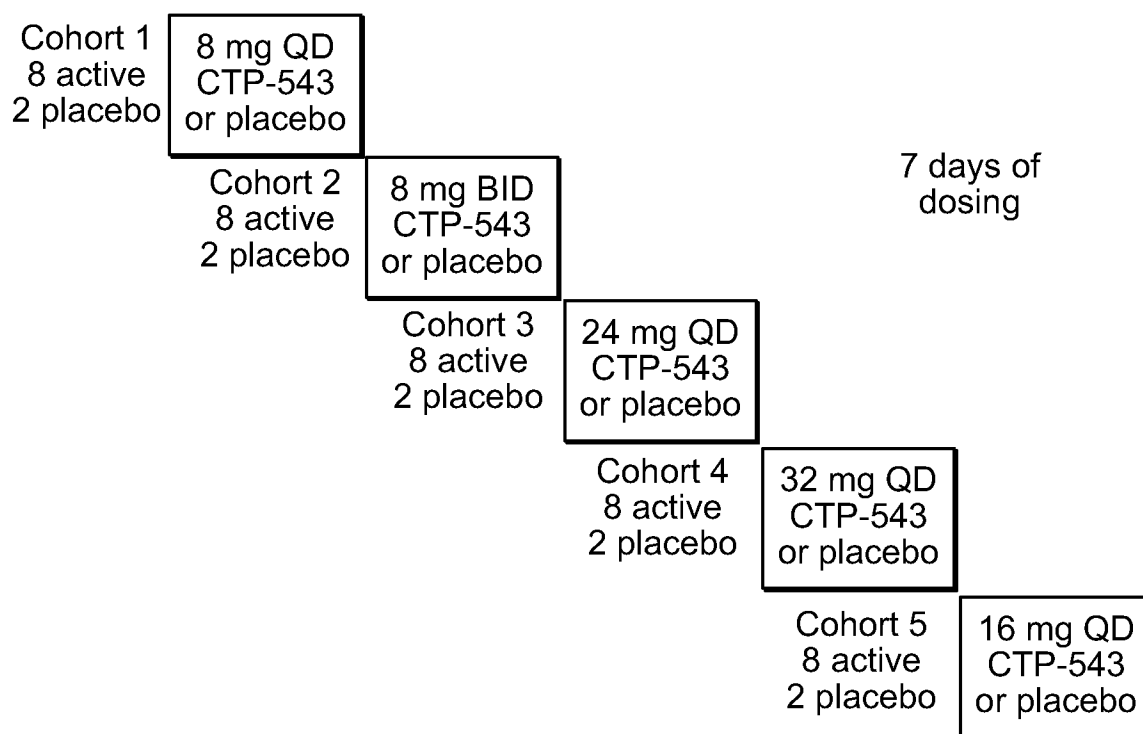 Cohort 1
8 active
2 placebo
8 mg QD
CTP-543
or placebo
7 days of
dosing
Cohort 2
8 active
2 placebo
8 mg BID
CTP-543
or placebo
Cohort 3
8 active
2 placebo
24 mg QD
CTP-543
or placebo
Cohort 4
8 active
2 placebo
32 mg QD
CTP-543
or placebo
Cohort 5
8 active
2 placebo
16 mg QD
CTP-543
or placebo